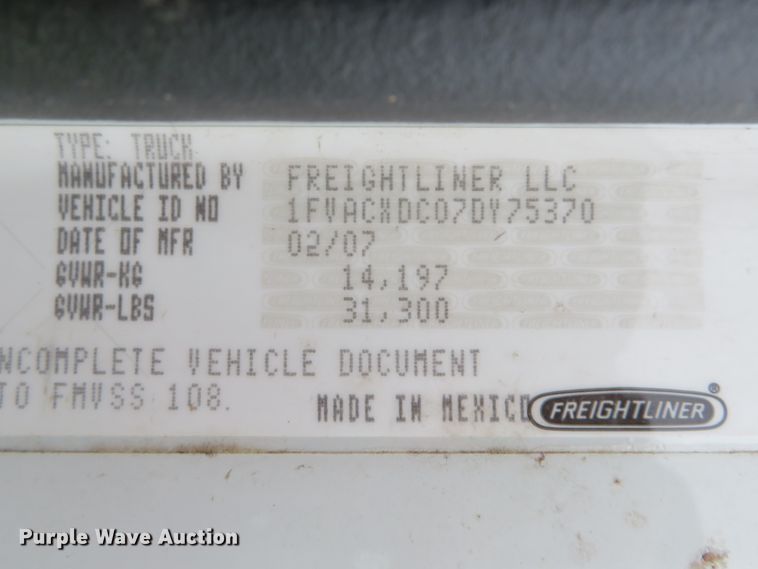 TYPE: TRUCK
MANUFACTURED BY FREIGHTLINER LLC
VEHICLE ID NO 1FVACXDC07DY75370
DATE OF MFR 02/07
GVWR-KG 14,197
GVWR-LBS 31,300
NCOMPLETE VEHICLE DOCUMENT
TO FMVSS 108.
MADE IN MEXICO FREIGHTLINER®
Purple Wave Auction